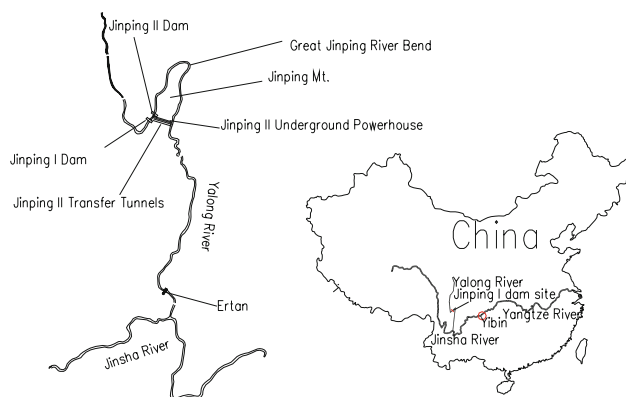 Jinping II Dam
Great Jinping River Bend
Jinping Mt.
Jinping II Underground Powerhouse
Jinping I Dam
Jinping II Transfer Tunnels
Yalong River
Ertan
Jinsha River
China
Yalong River
Jinping I dam site
Yangtze River
Yibin
Jinsha River